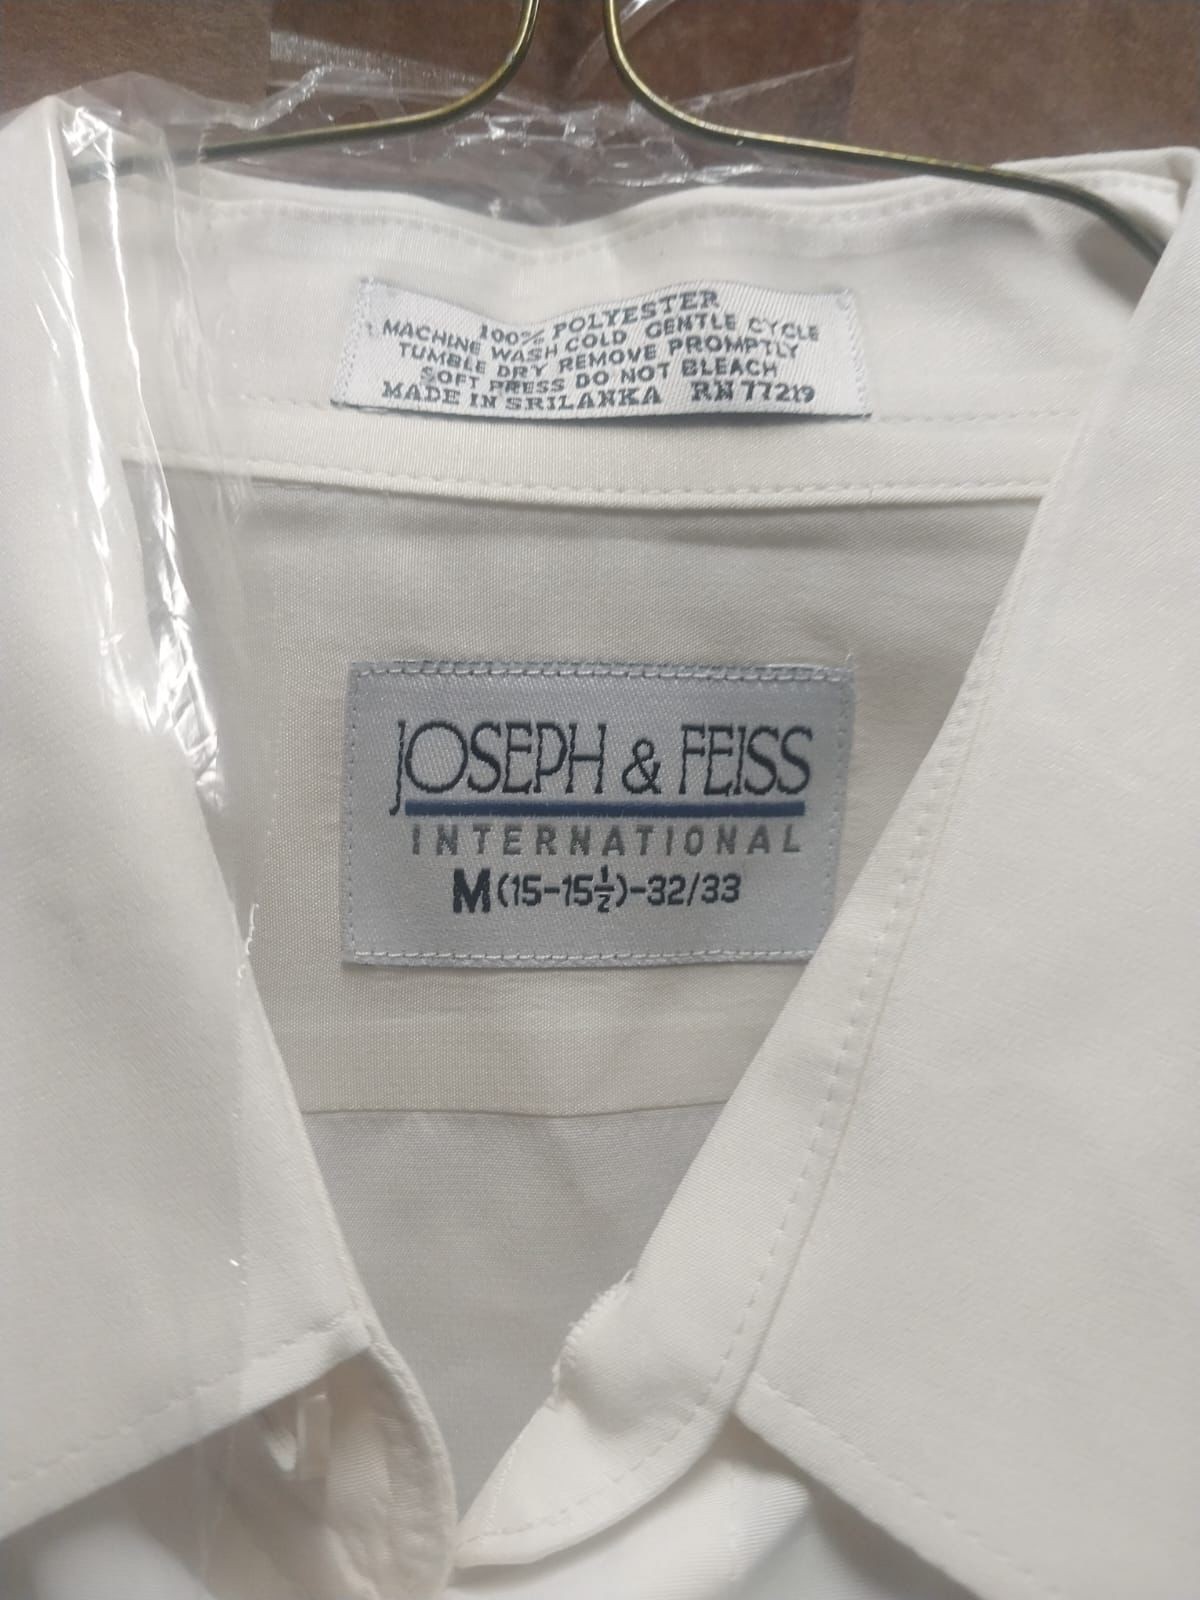 100% POLYESTER
MACHINE WASH COLD GENTLE CYCLE
TUMBLE DRY REMOVE PROMPTLY
SOFT PRESS DO NOT BLEACH
MADE IN SRILANKA RN 77219
JOSEPH & FEISS
INTERNATIONAL
M(15-15½)-32/33